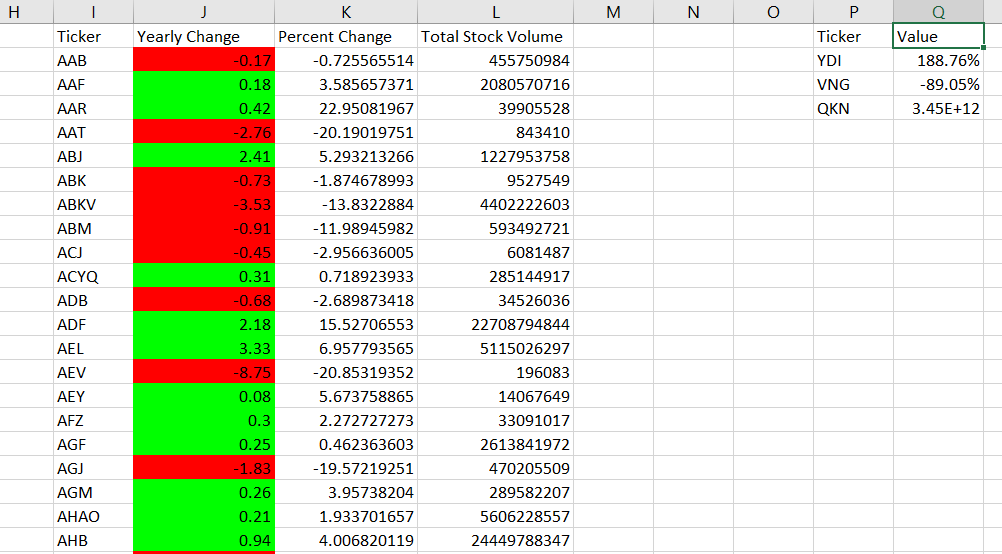 H I J K L M N O P Q
Ticker Yearly Change Percent Change Total Stock Volume Ticker Value
AAB -0.17 -0.725565514 455750984 YDI 188.76%
AAF 0.18 3.585657371 2080570716 VNG -89.05%
AAR 0.42 22.95081967 39905528 QKN 3.45E+12
AAT -2.76 -20.19019751 843410
ABJ 2.41 5.293213266 1227953758
ABK -0.73 -1.874678993 9527549
ABKV -3.53 -13.8322884 4402222603
ABM -0.91 -11.98945982 593492721
ACJ -0.45 -2.956636005 6081487
ACYQ 0.31 0.718923933 285144917
ADB -0.68 -2.689873418 34526036
ADF 2.18 15.52706553 22708794844
AEL 3.33 6.957793565 5115026297
AEV -8.75 -20.85319352 196083
AEY 0.08 5.673758865 14067649
AFZ 0.3 2.272727273 33091017
AGF 0.25 0.462363603 2613841972
AGJ -1.83 -19.57219251 470205509
AGM 0.26 3.95738204 289582207
AHAO 0.21 1.933701657 5606228557
AHB 0.94 4.006820119 24449788347